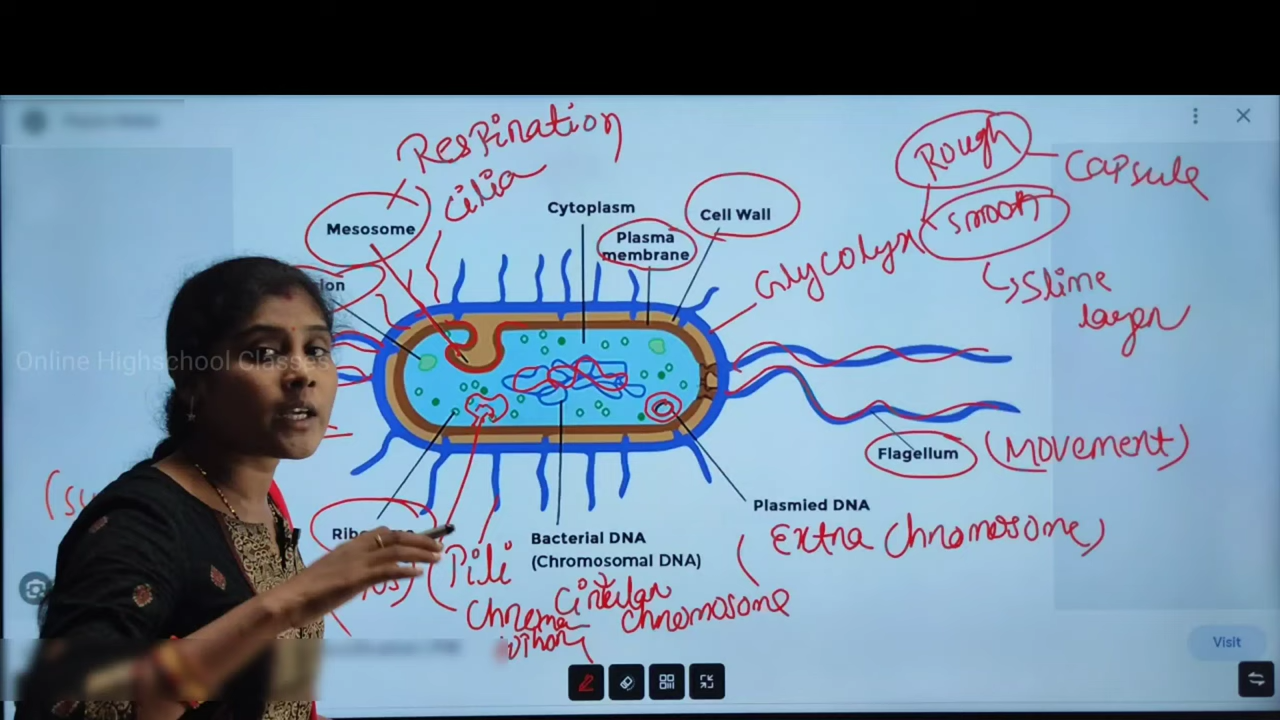 Respiration
Cilia
Rough
Capsule
Smooth
Slime
layer
Glycolyx
Mesosome
Cytoplasm
Cell Wall
Plasma
membrane
Online Highschool Classes
Flagellum
(Movement)
Plasmied DNA
(Extra Chromosome)
Bacterial DNA
(Chromosomal DNA)
Pili
Circular
chromosome
Visit